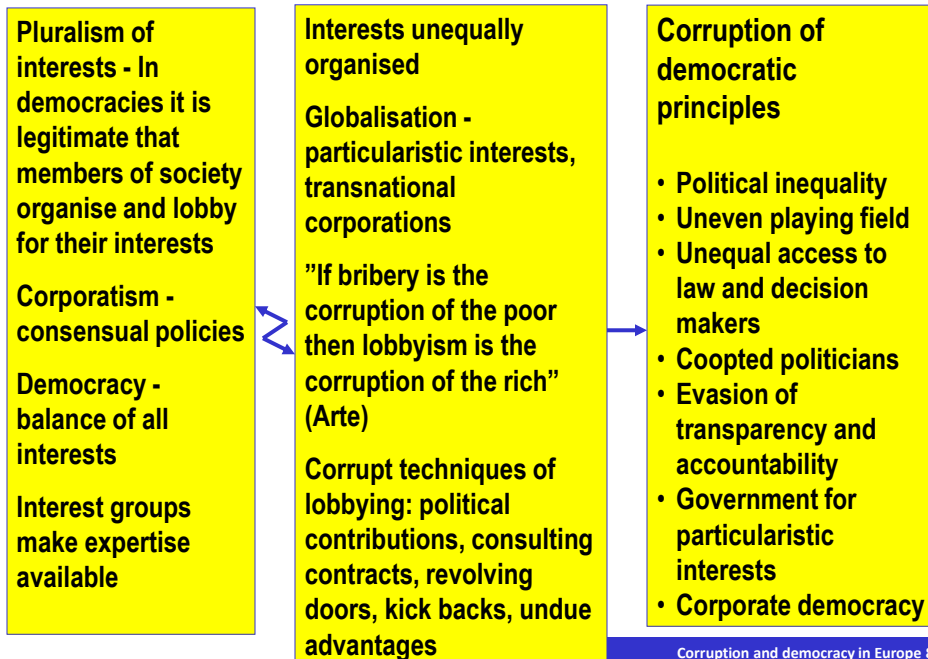 Pluralism of
interests - In
democracies it is
legitimate that
members of society
organise and lobby
for their interests
Corporatism -
consensual policies
Democracy -
balance of all
interests
Interest groups
make expertise
available
Interests unequally
organised
Globalisation -
particularistic interests,
transnational
corporations
”If bribery is the
corruption of the poor
then lobbyism is the
corruption of the rich”
(Arte)
Corrupt techniques of
lobbying: political
contributions, consulting
contracts, revolving
doors, kick backs, undue
advantages
Corruption of
democratic
principles
• Political inequality
• Uneven playing field
• Unequal access to
law and decision
makers
• Coopted politicians
• Evasion of
transparency and
accountability
• Government for
particularistic
interests
• Corporate democracy
Corruption and democracy in Europe 8